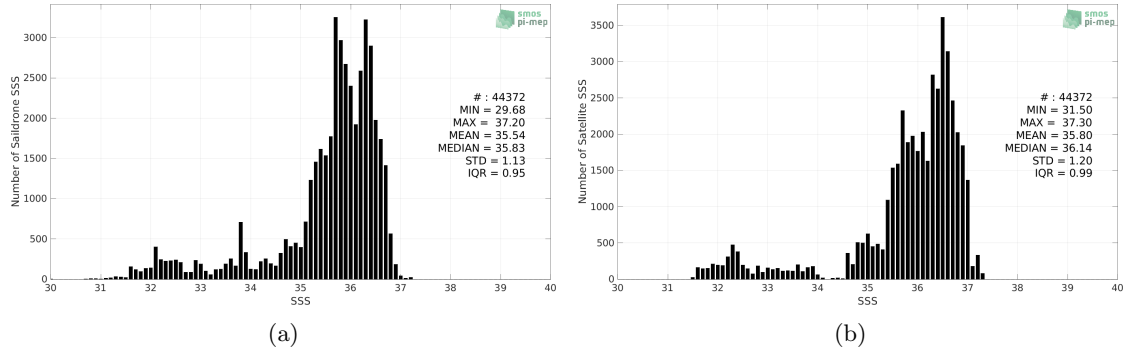 smos
pi-mep
Number of Saildrone SSS
3000
2500
2000
1500
1000
500
0
# : 44372
MIN = 29.68
MAX = 37.20
MEAN = 35.54
MEDIAN = 35.83
STD = 1.13
IQR = 0.95
30 31 32 33 34 35 36 37 38 39 40
SSS
(a)
smos
pi-mep
Number of Satellite SSS
3500
3000
2500
2000
1500
1000
500
0
# : 44372
MIN = 31.50
MAX = 37.30
MEAN = 35.80
MEDIAN = 36.14
STD = 1.20
IQR = 0.99
30 31 32 33 34 35 36 37 38 39 40
SSS
(b)